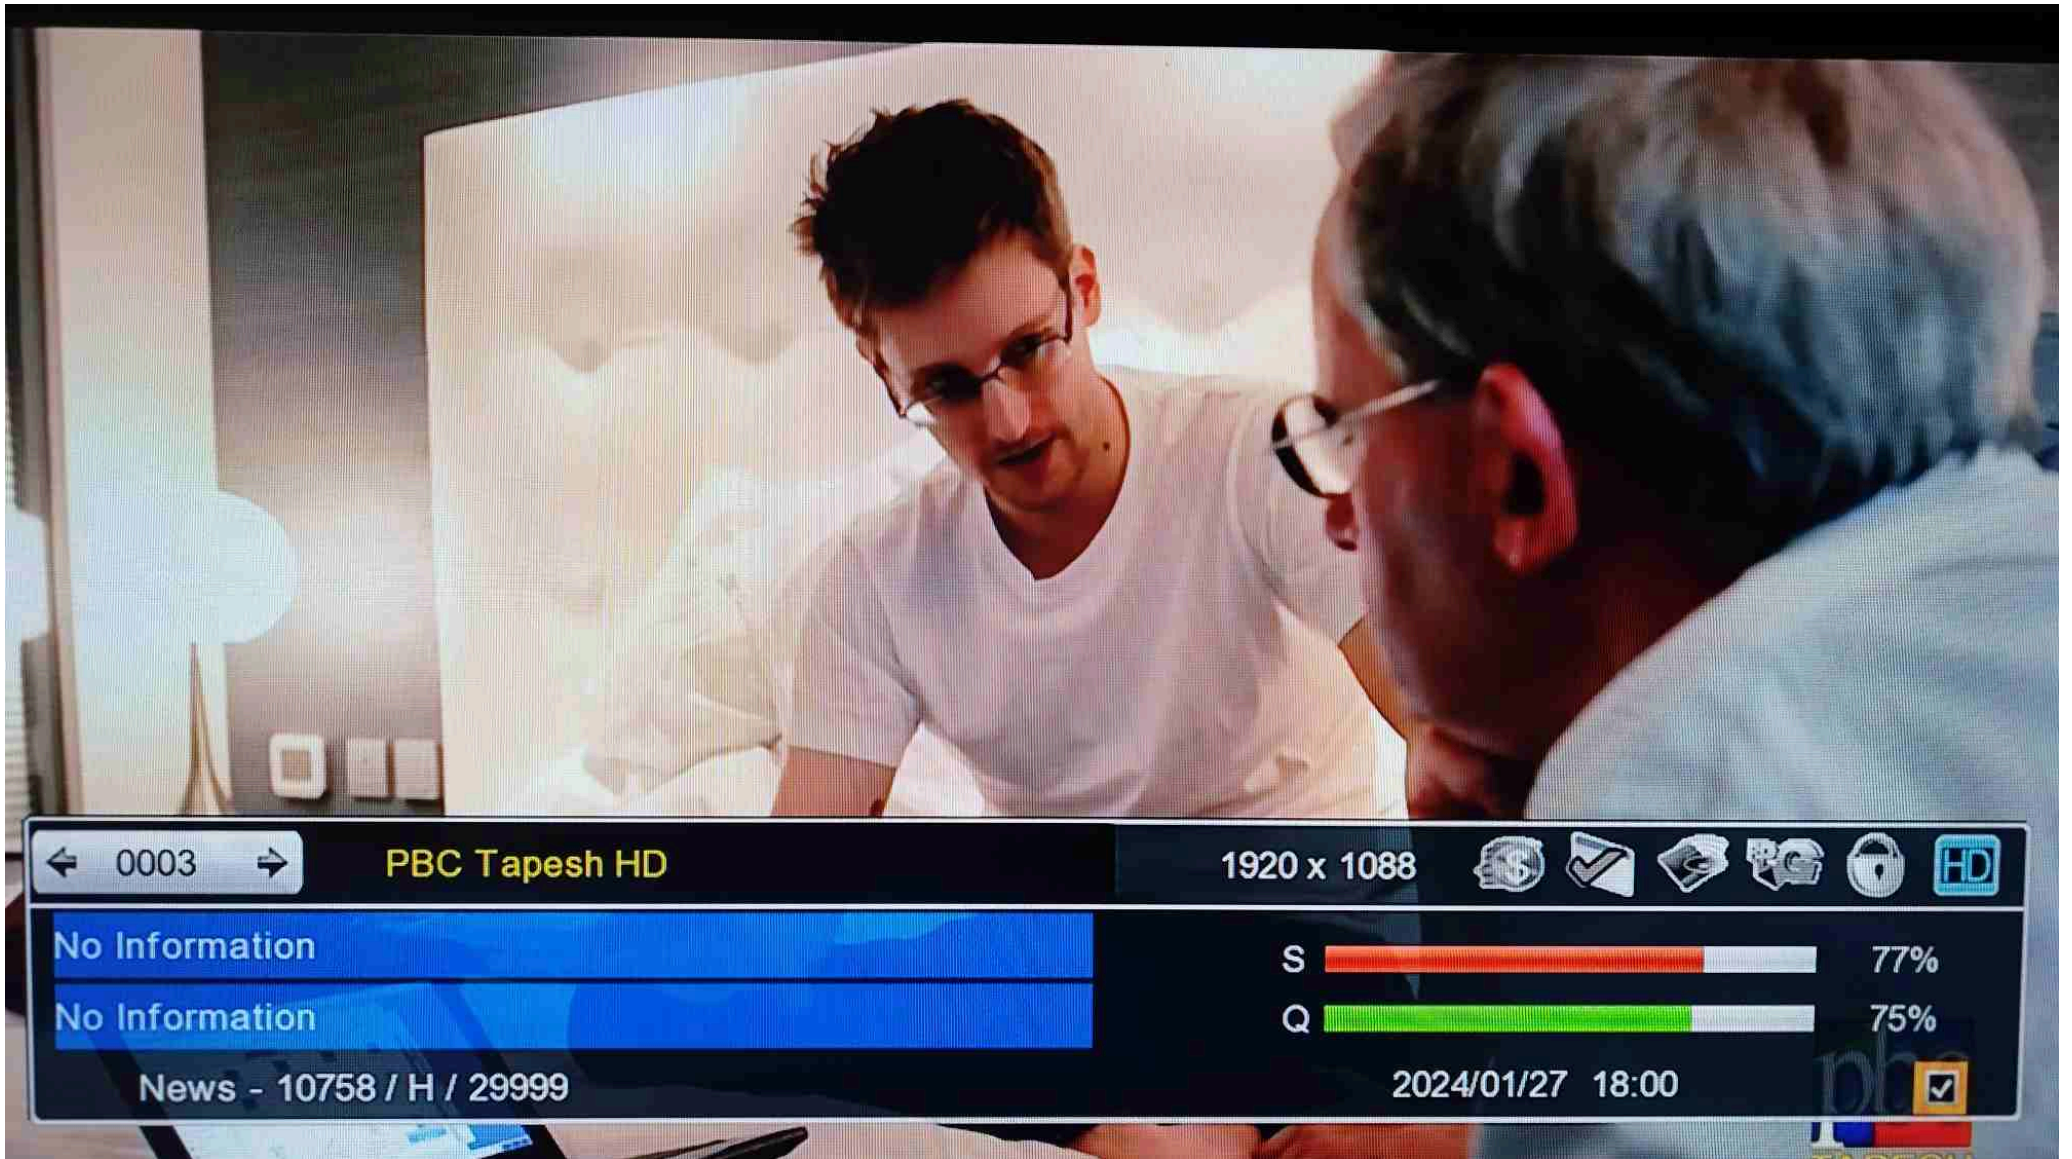 0003
PBC Tapesh HD
1920 x 1088
HD
No Information
S 77%
No Information
Q 75%
News - 10758 / H / 29999
2024/01/27 18:00
pbc